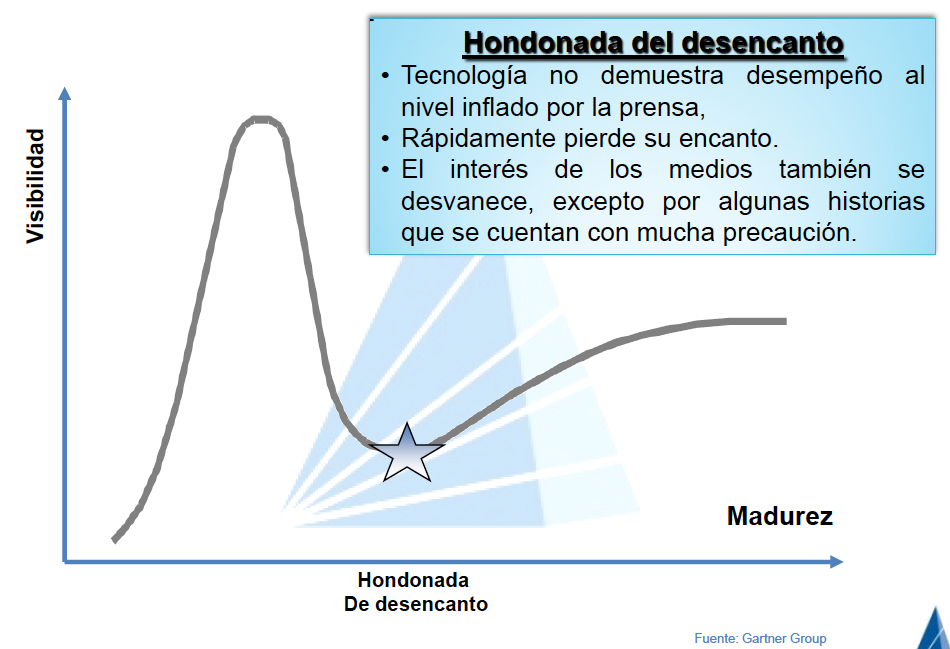 Hondonada del desencanto
• Tecnología no demuestra desempeño al
nivel inflado por la prensa,
• Rápidamente pierde su encanto.
• El interés de los medios también se
desvanece, excepto por algunas historias
que se cuentan con mucha precaución.
Visibilidad
Madurez
Hondonada
De desencanto
Fuente: Gartner Group